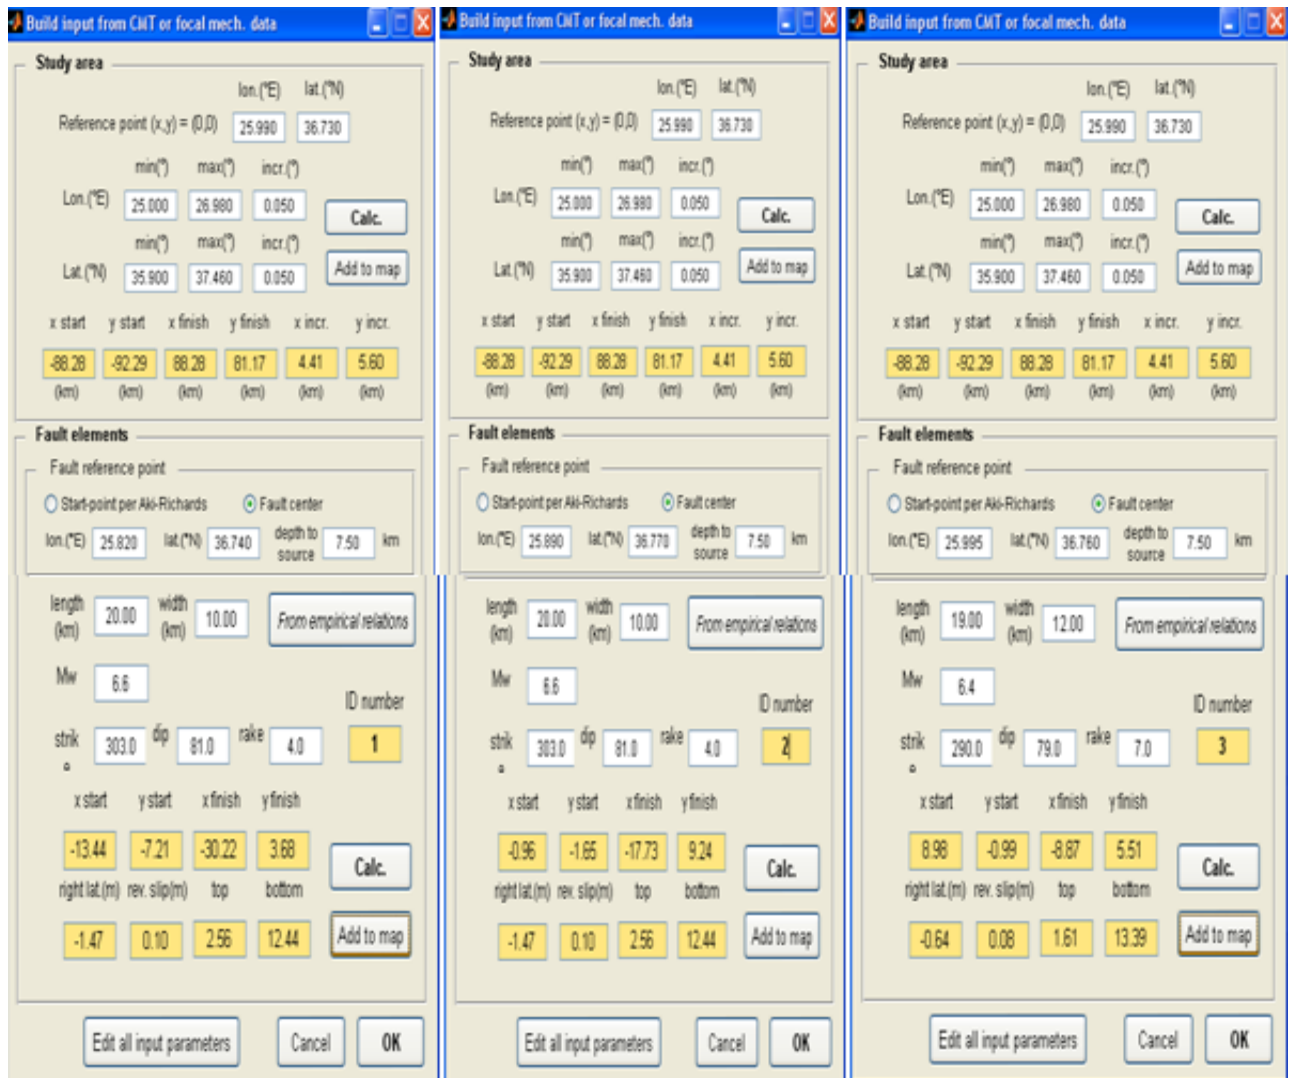 Build input from CMT or focal mech. data
Study area
lon.(°E) lat.(°N)
Reference point (x,y) = (0,0) 25.990 36.730
min(°) max(°) incr.(°)
Lon.(°E) 25.000 26.980 0.050
Calc.
min(°) max(°) incr.(°)
Lat.(°N) 35.900 37.460 0.050
Add to map
x start y start x finish y finish x incr. y incr.
-88.28 -92.29 88.28 81.17 4.41 5.60
(km) (km) (km) (km) (km) (km)
Fault elements
Fault reference point
Start-point per Aki-Richards Fault center
lon.(°E) 25.820 lat.(°N) 36.740 depth to source 7.50 km
length (km) 20.00 width (km) 10.00 From empirical relations
Mw 6.6
ID number
strik e 303.0 dip 81.0 rake 4.0 1
x start y start x finish y finish
-13.44 -7.21 -30.22 3.68
Calc.
right lat.(m) rev. slip(m) top bottom
-1.47 0.10 2.56 12.44
Add to map
Edit all input parameters Cancel OK
Build input from CMT or focal mech. data
Study area
lon.(°E) lat.(°N)
Reference point (x,y) = (0,0) 25.990 36.730
min(°) max(°) incr.(°)
Lon.(°E) 25.000 26.980 0.050
Calc.
min(°) max(°) incr.(°)
Lat.(°N) 35.900 37.460 0.050
Add to map
x start y start x finish y finish x incr. y incr.
-88.28 -92.29 88.28 81.17 4.41 5.60
(km) (km) (km) (km) (km) (km)
Fault elements
Fault reference point
Start-point per Aki-Richards Fault center
lon.(°E) 25.890 lat.(°N) 36.770 depth to source 7.50 km
length (km) 20.00 width (km) 10.00 From empirical relations
Mw 6.6
ID number
strik e 303.0 dip 81.0 rake 4.0 2
x start y start x finish y finish
-0.96 -1.65 -17.73 9.24
Calc.
right lat.(m) rev. slip(m) top bottom
-1.47 0.10 2.56 12.44
Add to map
Edit all input parameters Cancel OK
Build input from CMT or focal mech. data
Study area
lon.(°E) lat.(°N)
Reference point (x,y) = (0,0) 25.990 36.730
min(°) max(°) incr.(°)
Lon.(°E) 25.000 26.980 0.050
Calc.
min(°) max(°) incr.(°)
Lat.(°N) 35.900 37.460 0.050
Add to map
x start y start x finish y finish x incr. y incr.
-88.28 -92.29 88.28 81.17 4.41 5.60
(km) (km) (km) (km) (km) (km)
Fault elements
Fault reference point
Start-point per Aki-Richards Fault center
lon.(°E) 25.995 lat.(°N) 36.760 depth to source 7.50 km
length (km) 19.00 width (km) 12.00 From empirical relations
Mw 6.4
ID number
strik e 290.0 dip 79.0 rake 7.0 3
x start y start x finish y finish
8.98 -0.99 -8.87 5.51
Calc.
right lat.(m) rev. slip(m) top bottom
-0.64 0.08 1.61 13.39
Add to map
Edit all input parameters Cancel OK